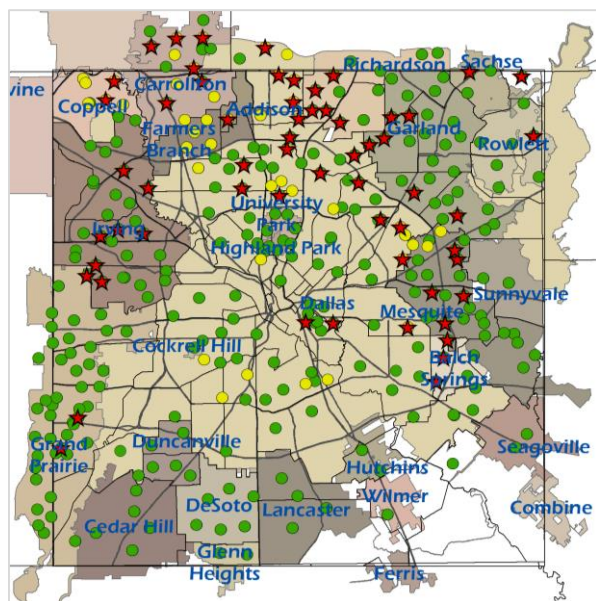 Richardson
Sachse
vine
Carrollton
Coppell
Addison
Garland
Farmers
Branch
Rowlett
University
Park
Irving
Highland Park
Dallas
Sunnyvale
Mesquite
Cockrell Hill
Balch
Springs
Grand
Prairie
Duncanville
Seagoville
Hutchins
DeSoto
Wilmer
Lancaster
Combine
Cedar Hill
Glenn
Heights
Ferris